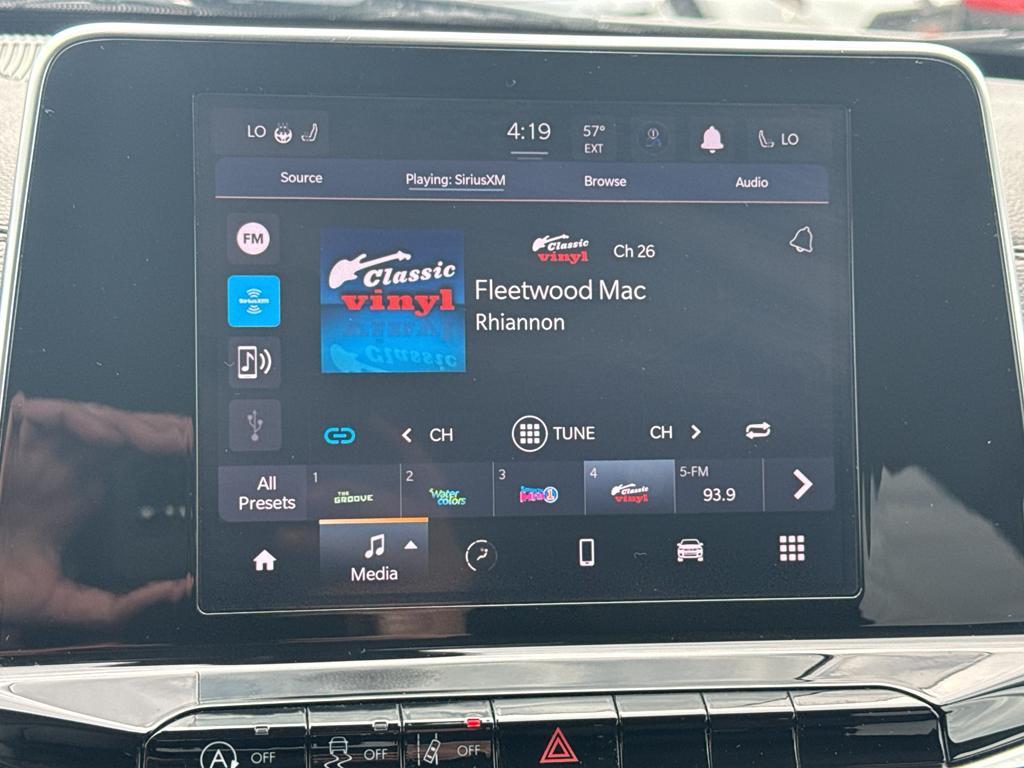 LO
4:19
57°
EXT
LO
Source
Playing: SiriusXM
Browse
Audio
FM
SiriusXM
Classic
vinyl
Classic
vinyl
Ch 26
Fleetwood Mac
Rhiannon
CH
TUNE
CH
All
Presets
1
THE
GROOVE
2
Water
colors
3
4
Classic
vinyl
5-FM
93.9
Media
A
OFF
OFF
OFF